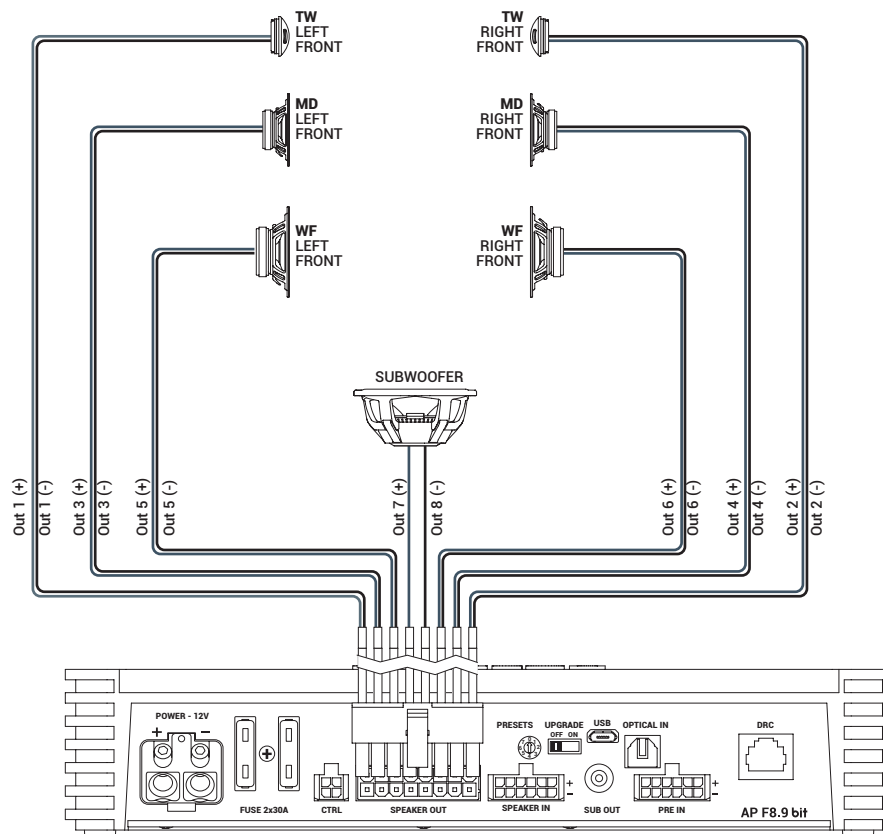 TW
LEFT
FRONT
TW
RIGHT
FRONT
MD
LEFT
FRONT
MD
RIGHT
FRONT
WF
LEFT
FRONT
WF
RIGHT
FRONT
SUBWOOFER
Out 1 (+)
Out 1 (-)
Out 3 (+)
Out 3 (-)
Out 5 (+)
Out 5 (-)
Out 7 (+)
Out 8 (-)
Out 6 (+)
Out 6 (-)
Out 4 (+)
Out 4 (-)
Out 2 (+)
Out 2 (-)
POWER - 12V
+ −
FUSE 2x30A
CTRL
SPEAKER OUT
PRESETS
UPGRADE
OFF ON
USB
OPTICAL IN
DRC
SPEAKER IN
+
−
SUB OUT
PRE IN
+
−
AP F8.9 bit